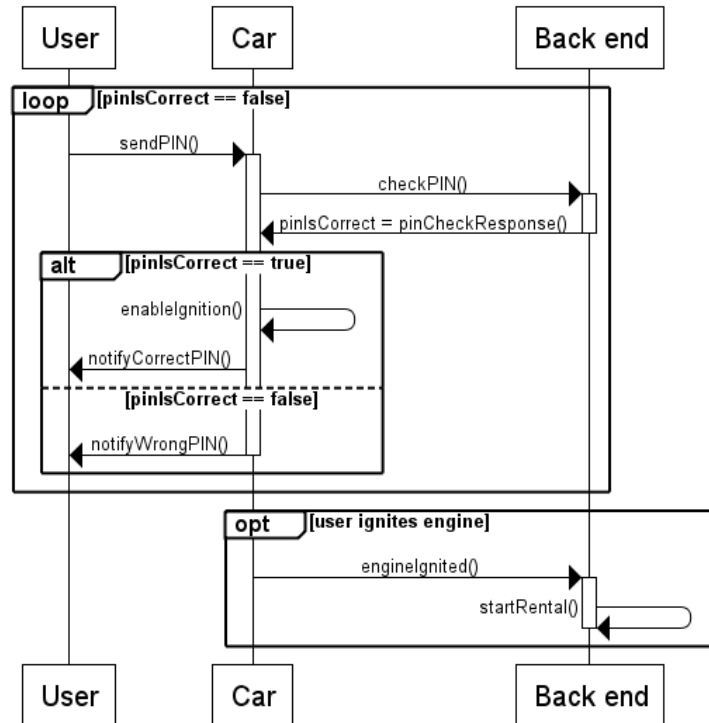 User Car Back end
loop [pinIsCorrect == false]
sendPIN()
checkPIN()
pinIsCorrect = pinCheckResponse()
alt [pinIsCorrect == true]
enableIgnition()
notifyCorrectPIN()
[pinIsCorrect == false]
notifyWrongPIN()
opt [user ignites engine]
engineIgnited()
startRental()
User Car Back end